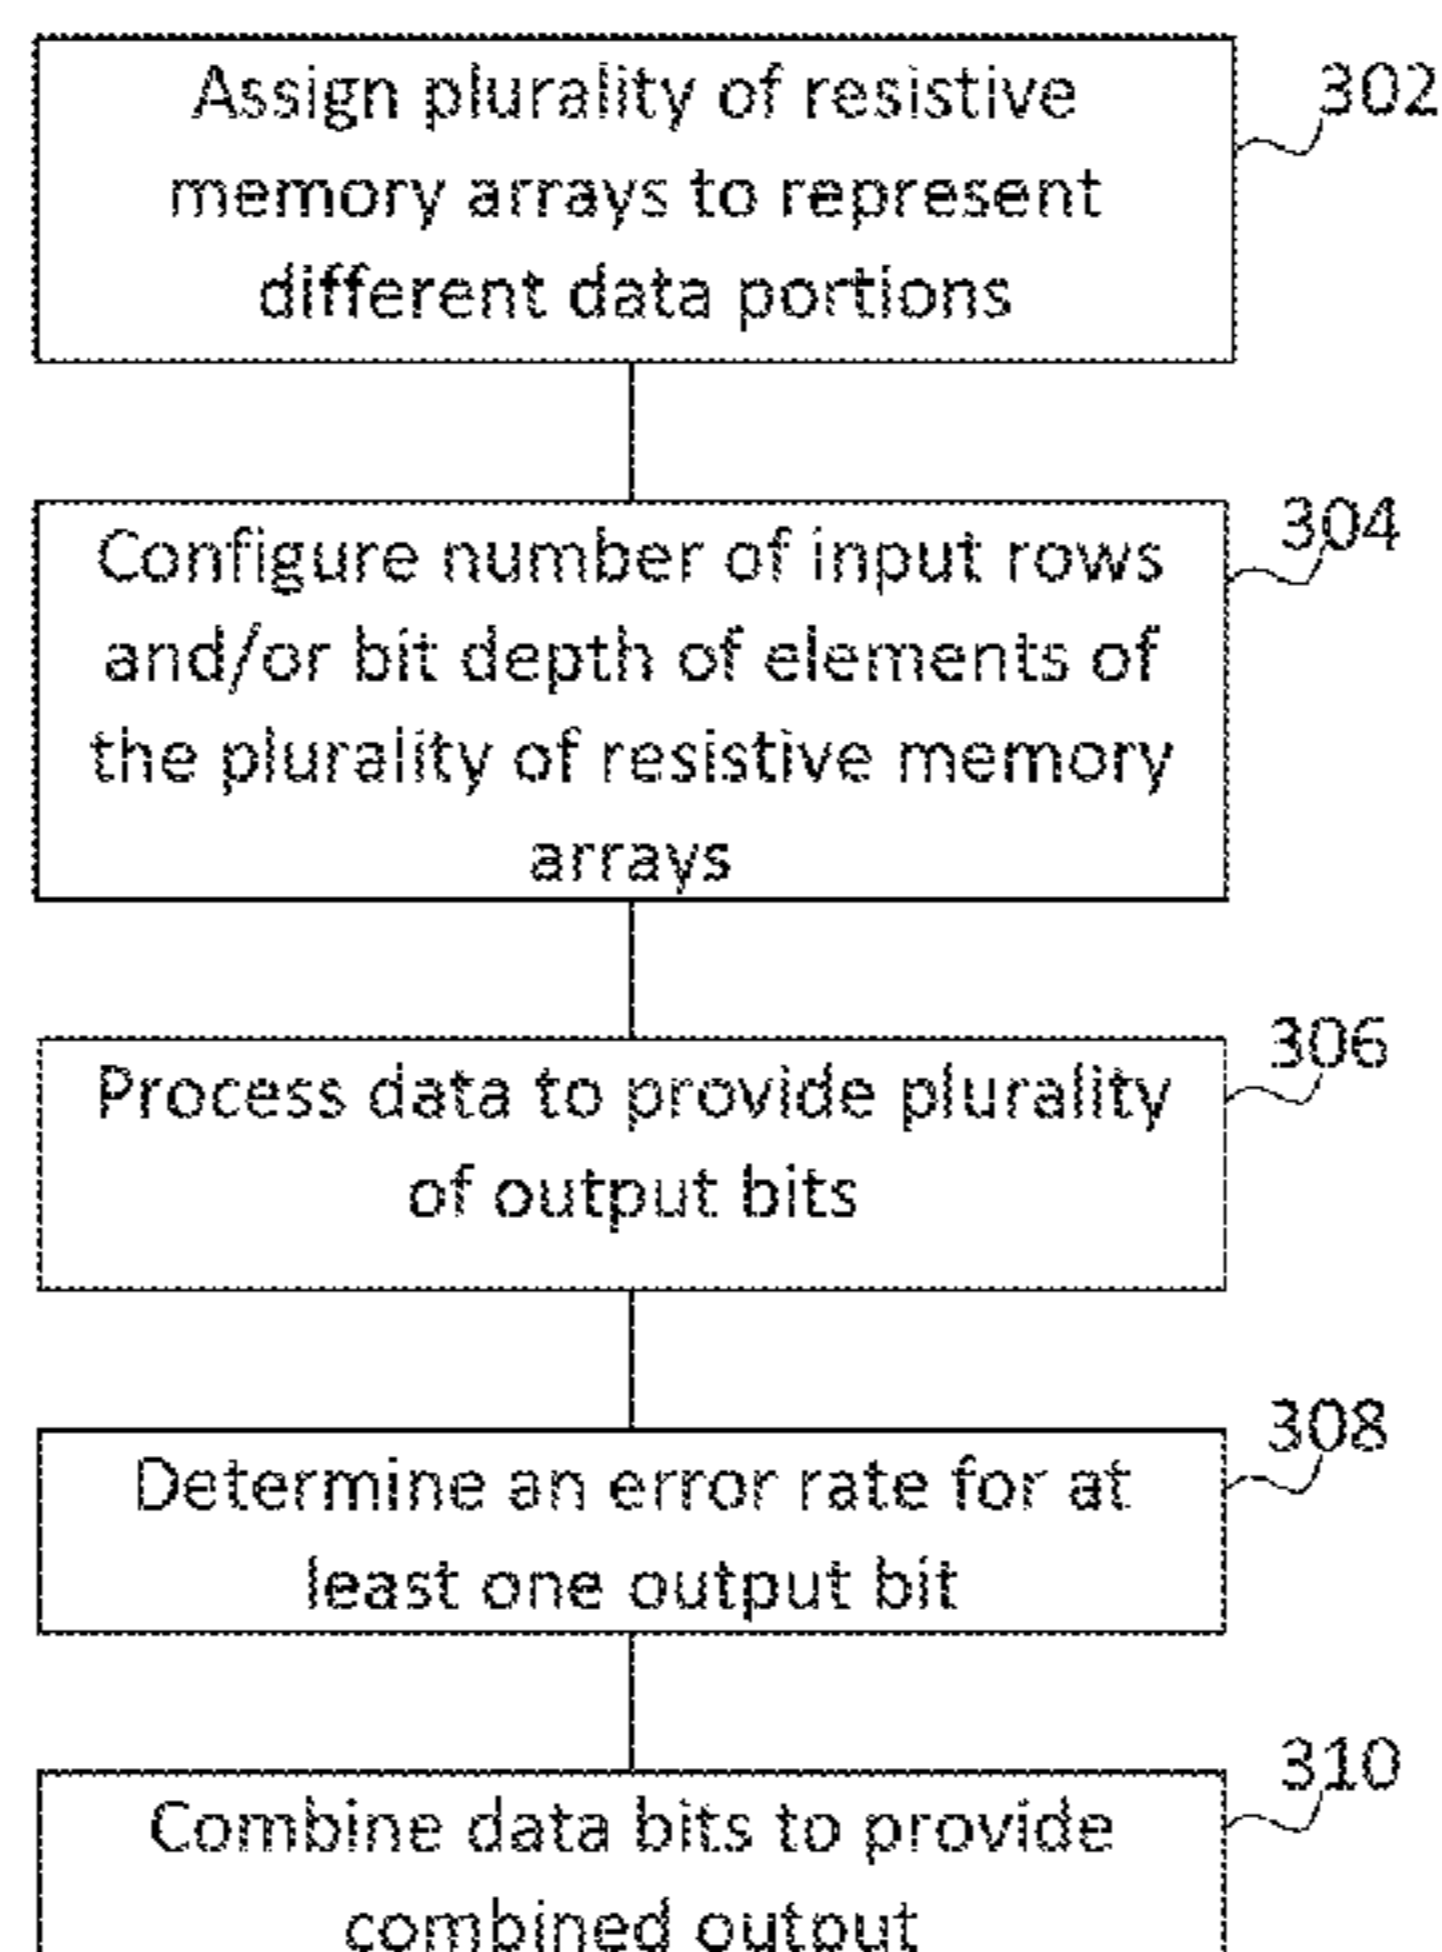 Assign plurality of resistive
memory arrays to represent
different data portions
302
Configure number of input rows
and/or bit depth of elements of
the plurality of resistive memory
arrays
304
Process data to provide plurality
of output bits
306
Determine an error rate for at
least one output bit
308
Combine data bits to provide
combined output
310